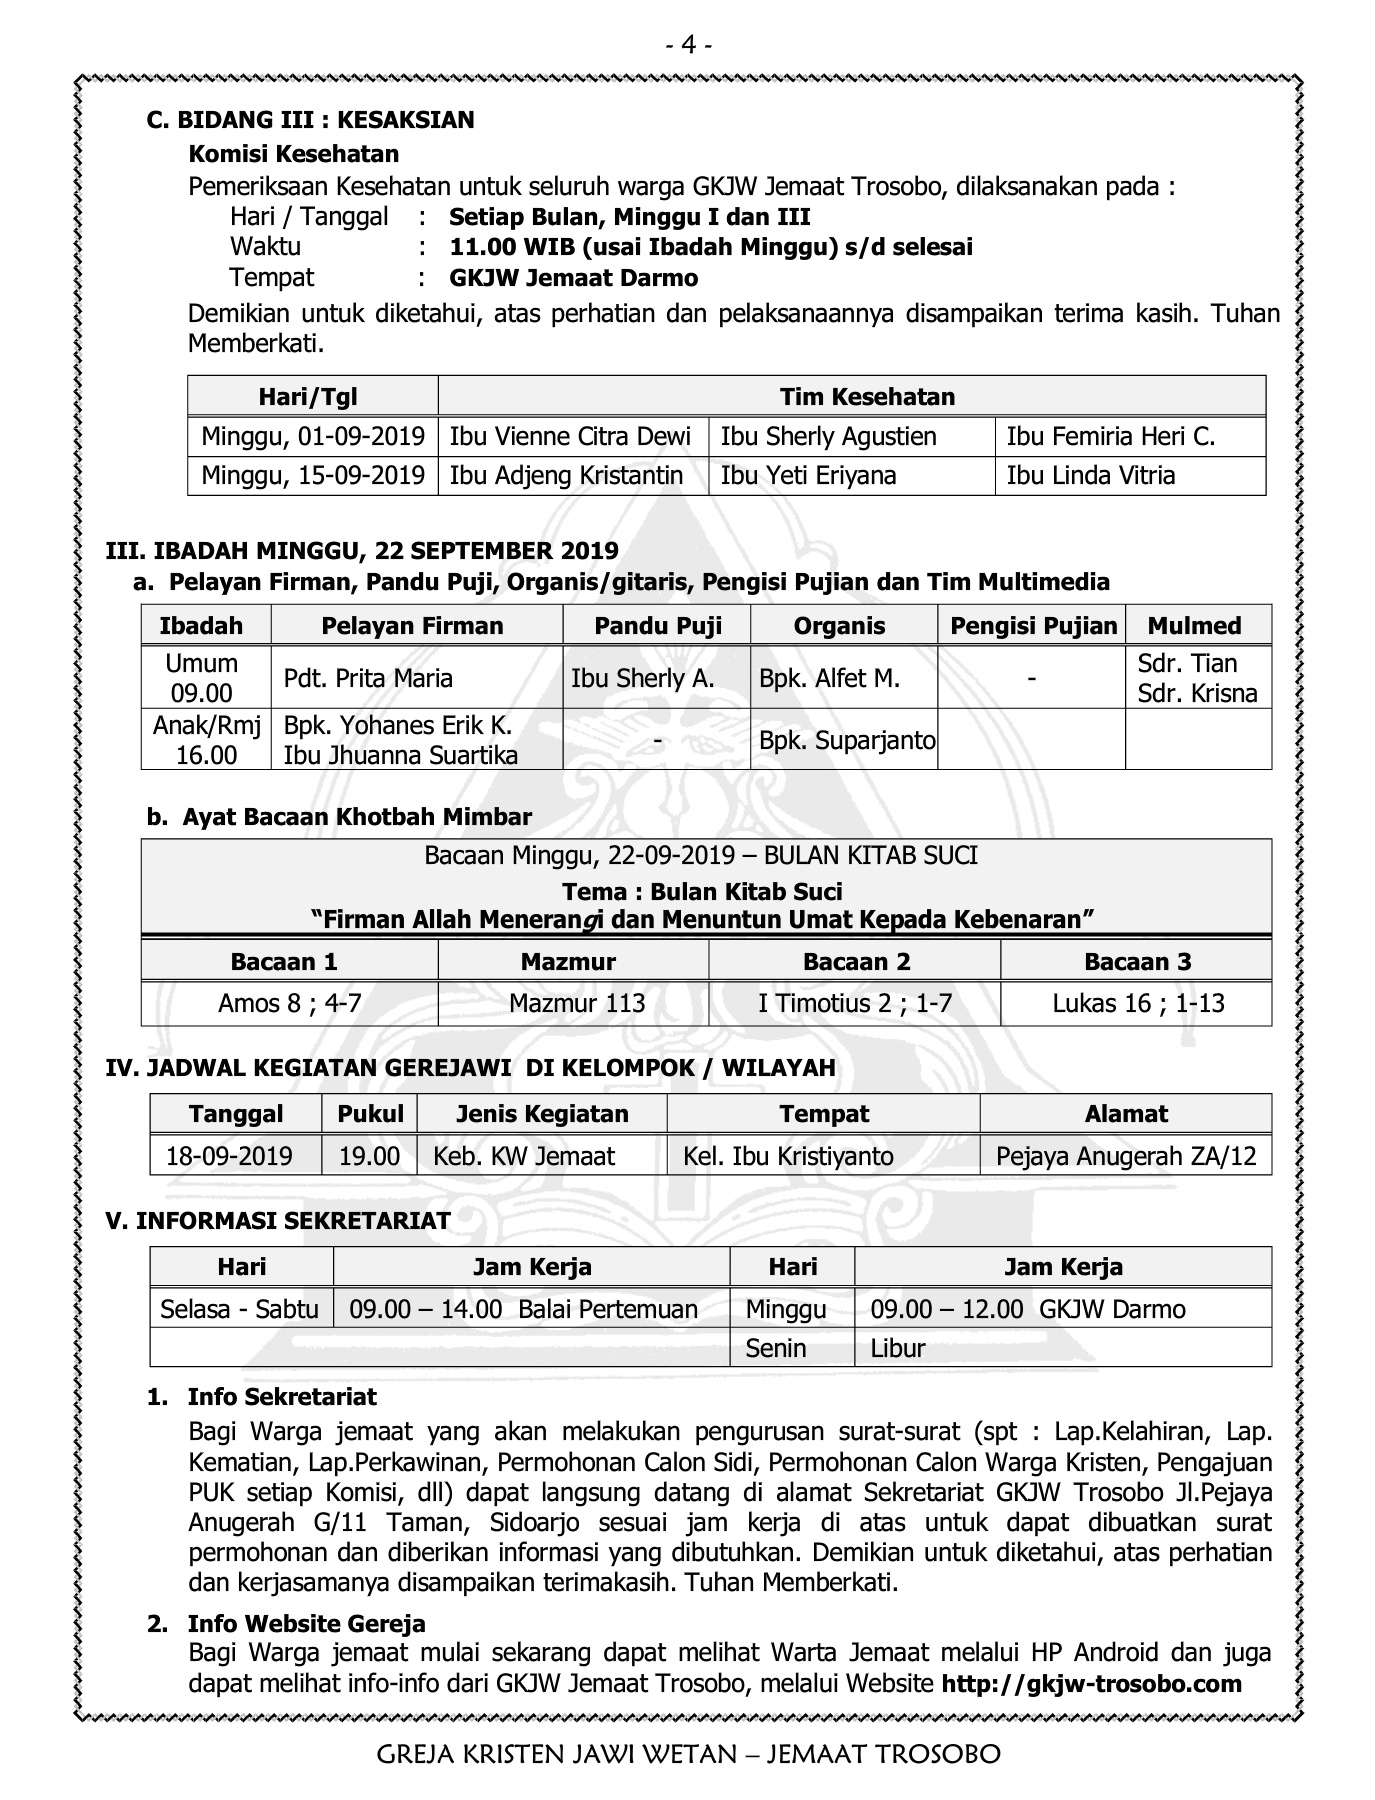 - 4 -
C. BIDANG III : KESAKSIAN
Komisi Kesehatan
Pemeriksaan Kesehatan untuk seluruh warga GKJW Jemaat Trosobo, dilaksanakan pada :
Hari / Tanggal : Setiap Bulan, Minggu I dan III
Waktu : 11.00 WIB (usai Ibadah Minggu) s/d selesai
Tempat : GKJW Jemaat Darmo
Demikian untuk diketahui, atas perhatian dan pelaksanaannya disampaikan terima kasih. Tuhan
Memberkati.
Hari/Tgl Tim Kesehatan
Minggu, 01-09-2019 Ibu Vienne Citra Dewi Ibu Sherly Agustien Ibu Femiria Heri C.
Minggu, 15-09-2019 Ibu Adjeng Kristantin Ibu Yeti Eriyana Ibu Linda Vitria
III. IBADAH MINGGU, 22 SEPTEMBER 2019
a. Pelayan Firman, Pandu Puji, Organis/gitaris, Pengisi Pujian dan Tim Multimedia
Ibadah Pelayan Firman Pandu Puji Organis Pengisi Pujian Mulmed
Umum 09.00 Pdt. Prita Maria Ibu Sherly A. Bpk. Alfet M. - Sdr. Tian Sdr. Krisna
Anak/Rmj 16.00 Bpk. Yohanes Erik K. Ibu Jhuanna Suartika - Bpk. Suparjanto
b. Ayat Bacaan Khotbah Mimbar
Bacaan Minggu, 22-09-2019 – BULAN KITAB SUCI
Tema : Bulan Kitab Suci
“Firman Allah Menerangi dan Menuntun Umat Kepada Kebenaran”
Bacaan 1 Mazmur Bacaan 2 Bacaan 3
Amos 8 ; 4-7 Mazmur 113 I Timotius 2 ; 1-7 Lukas 16 ; 1-13
IV. JADWAL KEGIATAN GEREJAWI DI KELOMPOK / WILAYAH
Tanggal Pukul Jenis Kegiatan Tempat Alamat
18-09-2019 19.00 Keb. KW Jemaat Kel. Ibu Kristiyanto Pejaya Anugerah ZA/12
V. INFORMASI SEKRETARIAT
Hari Jam Kerja Hari Jam Kerja
Selasa - Sabtu 09.00 – 14.00 Balai Pertemuan Minggu 09.00 – 12.00 GKJW Darmo
Senin Libur
1. Info Sekretariat
Bagi Warga jemaat yang akan melakukan pengurusan surat-surat (spt : Lap.Kelahiran, Lap.
Kematian, Lap.Perkawinan, Permohonan Calon Sidi, Permohonan Calon Warga Kristen, Pengajuan
PUK setiap Komisi, dll) dapat langsung datang di alamat Sekretariat GKJW Trosobo Jl.Pejaya
Anugerah G/11 Taman, Sidoarjo sesuai jam kerja di atas untuk dapat dibuatkan surat
permohonan dan diberikan informasi yang dibutuhkan. Demikian untuk diketahui, atas perhatian
dan kerjasamanya disampaikan terimakasih. Tuhan Memberkati.
2. Info Website Gereja
Bagi Warga jemaat mulai sekarang dapat melihat Warta Jemaat melalui HP Android dan juga
dapat melihat info-info dari GKJW Jemaat Trosobo, melalui Website http://gkjw-trosobo.com
GREJA KRISTEN JAWI WETAN – JEMAAT TROSOBO